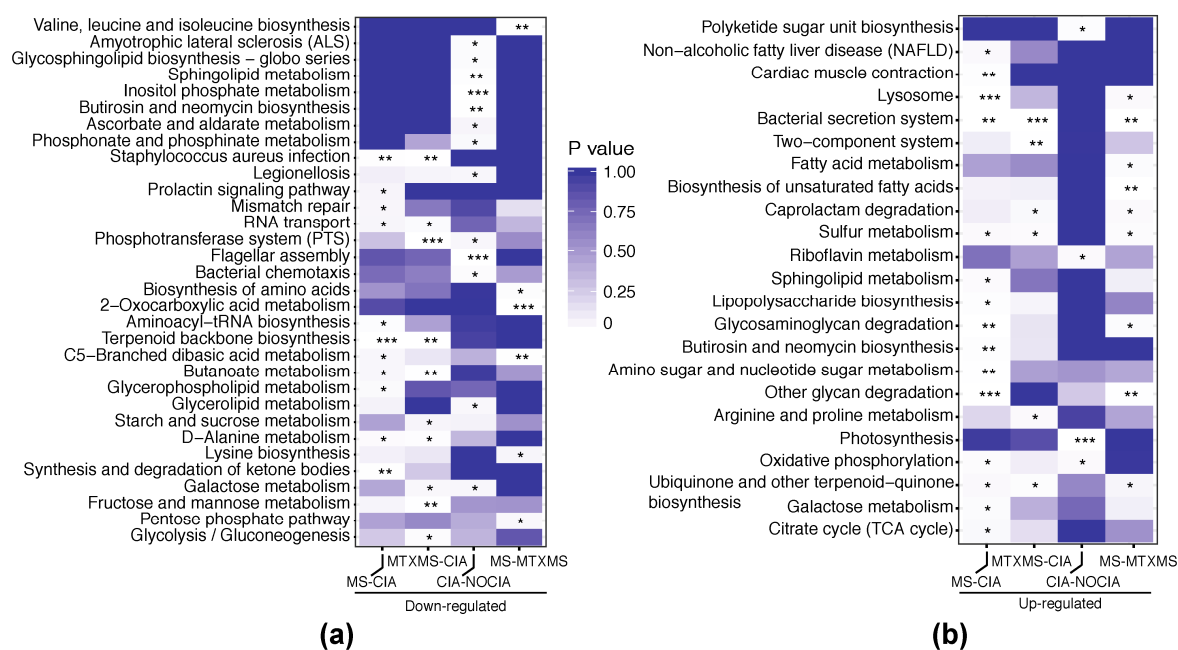 Valine, leucine and isoleucine biosynthesis **
Amyotrophic lateral sclerosis (ALS) *
Glycosphingolipid biosynthesis − globo series *
Sphingolipid metabolism **
Inositol phosphate metabolism ***
Butirosin and neomycin biosynthesis **
Ascorbate and aldarate metabolism *
Phosphonate and phosphinate metabolism *
Staphylococcus aureus infection ** **
Legionellosis *
Prolactin signaling pathway *
Mismatch repair *
RNA transport * *
Phosphotransferase system (PTS) *** *
Flagellar assembly ***
Bacterial chemotaxis *
Biosynthesis of amino acids *
2−Oxocarboxylic acid metabolism ***
Aminoacyl−tRNA biosynthesis *
Terpenoid backbone biosynthesis *** **
C5−Branched dibasic acid metabolism * **
Butanoate metabolism * **
Glycerophospholipid metabolism *
Glycerolipid metabolism *
Starch and sucrose metabolism *
D−Alanine metabolism * *
Lysine biosynthesis *
Synthesis and degradation of ketone bodies **
Galactose metabolism * *
Fructose and mannose metabolism **
Pentose phosphate pathway *
Glycolysis / Gluconeogenesis *
MTXMS-CIA MS-MTXMS
MS-CIA CIA-NOCIA
Down-regulated
(a)
P value
1.00
0.75
0.50
0.25
0
Polyketide sugar unit biosynthesis *
Non−alcoholic fatty liver disease (NAFLD) *
Cardiac muscle contraction **
Lysosome *** *
Bacterial secretion system ** *** **
Two−component system **
Fatty acid metabolism *
Biosynthesis of unsaturated fatty acids **
Caprolactam degradation * *
Sulfur metabolism * * *
Riboflavin metabolism *
Sphingolipid metabolism *
Lipopolysaccharide biosynthesis *
Glycosaminoglycan degradation ** *
Butirosin and neomycin biosynthesis **
Amino sugar and nucleotide sugar metabolism **
Other glycan degradation *** **
Arginine and proline metabolism *
Photosynthesis ***
Oxidative phosphorylation * *
Ubiquinone and other terpenoid−quinone * * *
biosynthesis
Galactose metabolism *
Citrate cycle (TCA cycle) *
MTXMS-CIA MS-MTXMS
MS-CIA CIA-NOCIA
Up-regulated
(b)